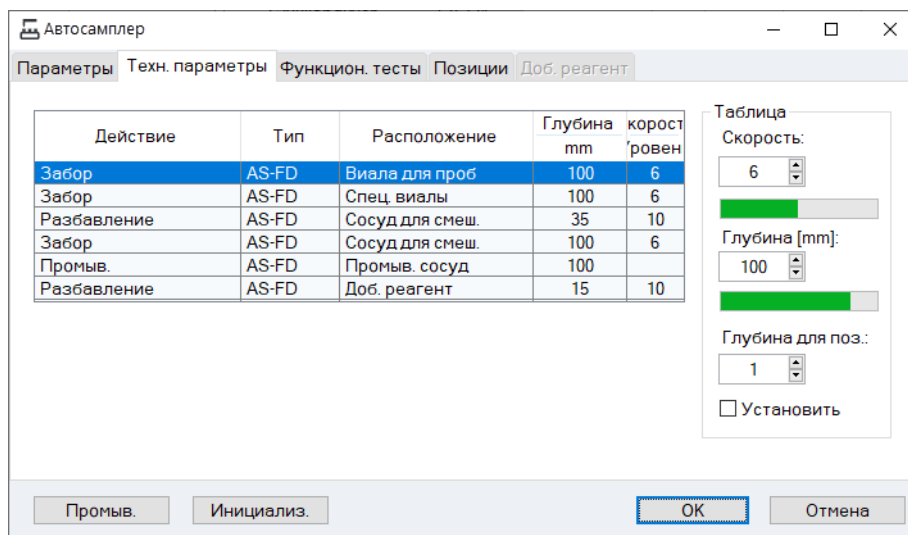 Автосамплер
Параметры Техн. параметры Функцион. тесты Позиции Доб. реагент
Действие Тип Расположение Глубина mm корост ровен
Забор AS-FD Виала для проб 100 6
Забор AS-FD Спец. виалы 100 6
Разбавление AS-FD Сосуд для смеш. 35 10
Забор AS-FD Сосуд для смеш. 100 6
Промыв. AS-FD Промыв. сосуд 100
Разбавление AS-FD Доб. реагент 15 10
Таблица
Скорость:
6
Глубина [mm]:
100
Глубина для поз.:
1
Установить
Промыв. Инициализ. OK Отмена